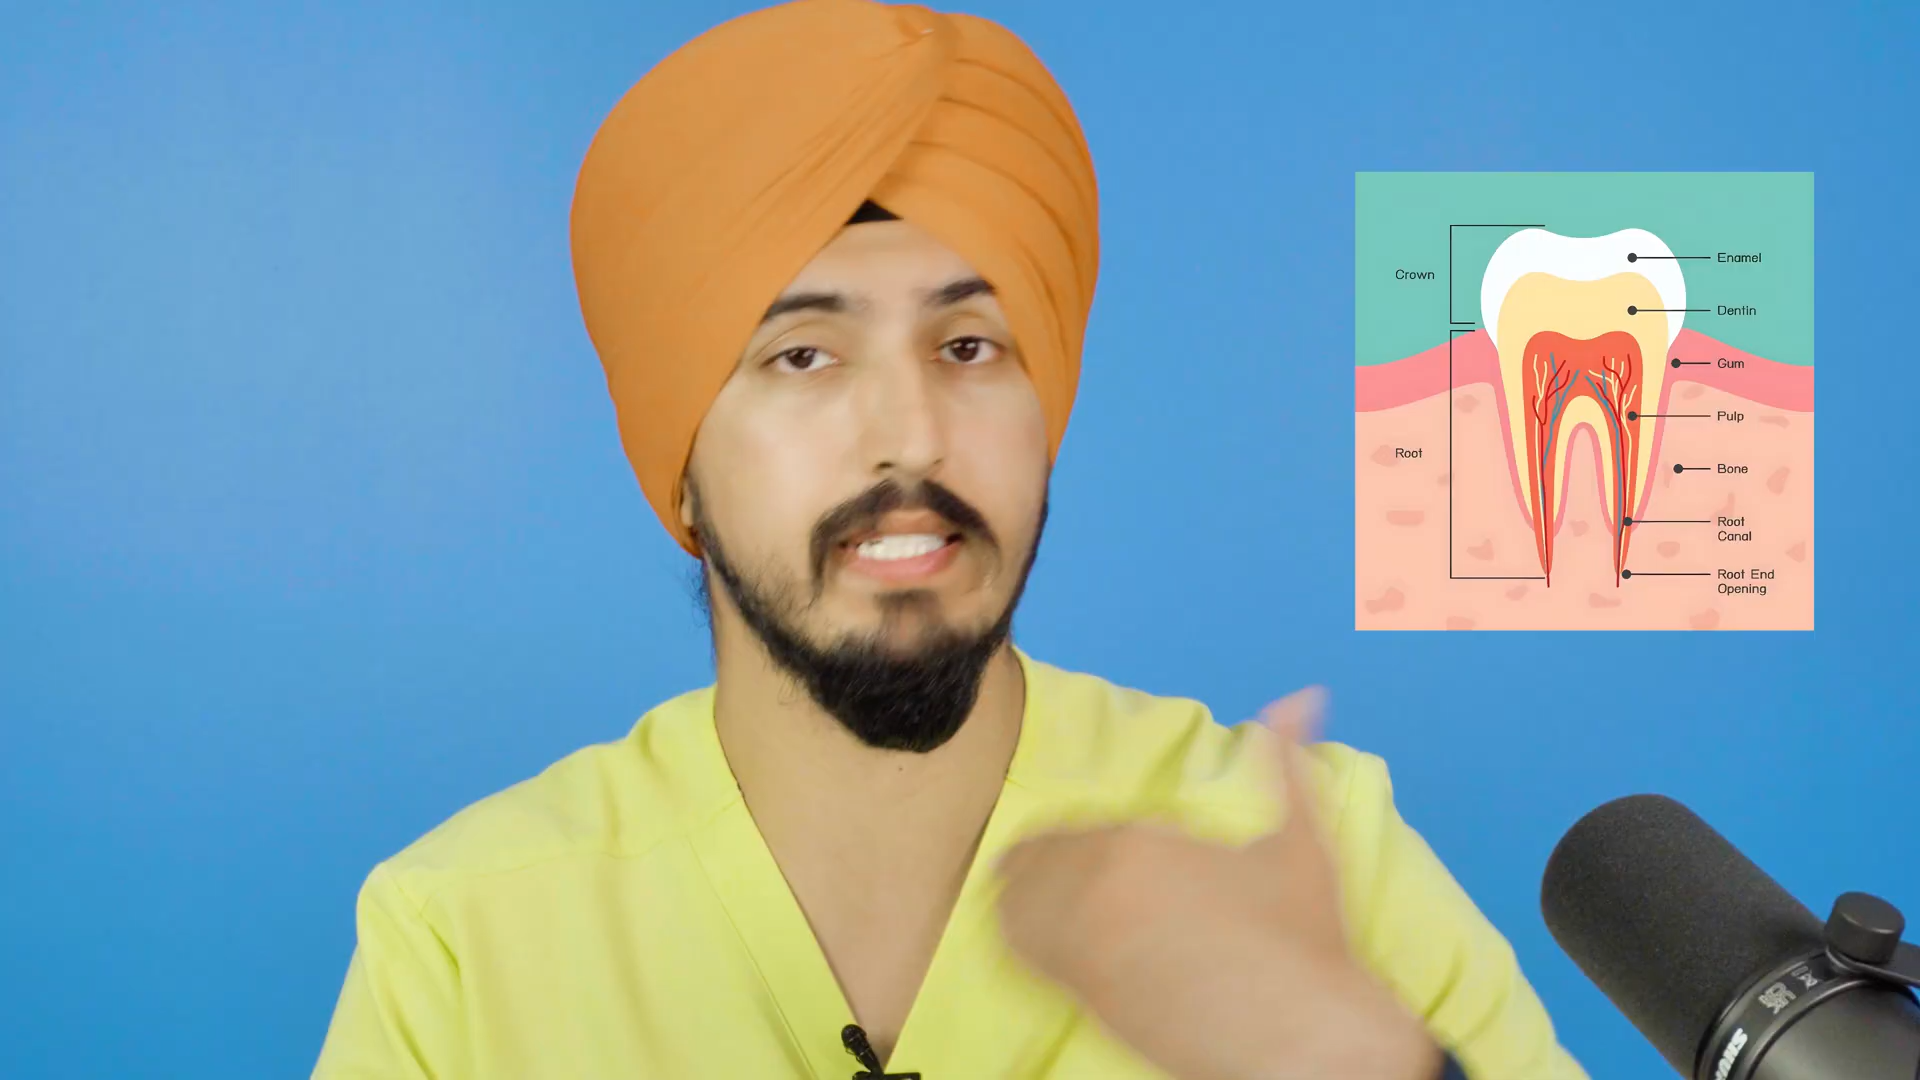 Crown
Enamel
Dentin
Gum
Pulp
Root
Bone
Root
Canal
Root End
Opening